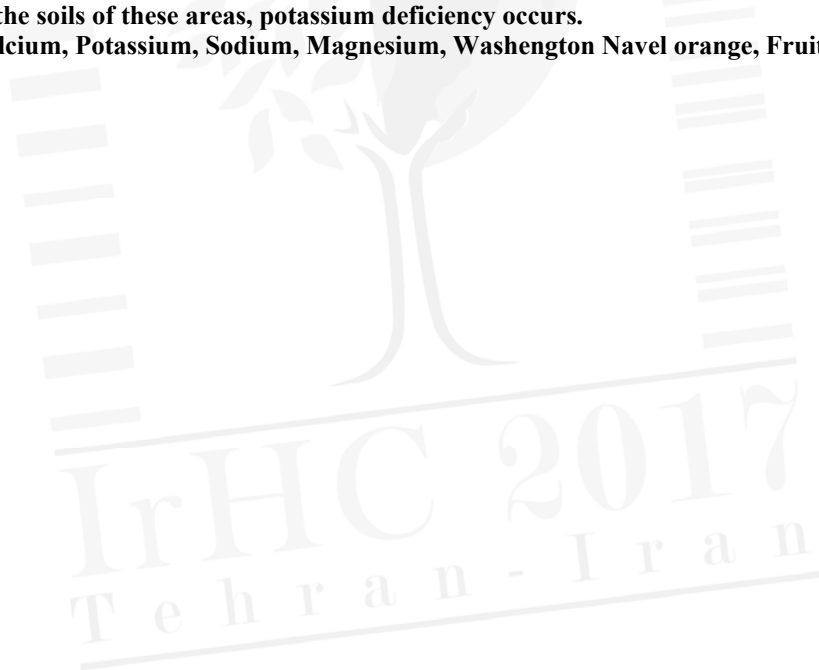 the soils of these areas, potassium deficiency occurs.
lcium, Potassium, Sodium, Magnesium, Washengton Navel orange, Fruit
IrHC 2017
Tehran - Iran